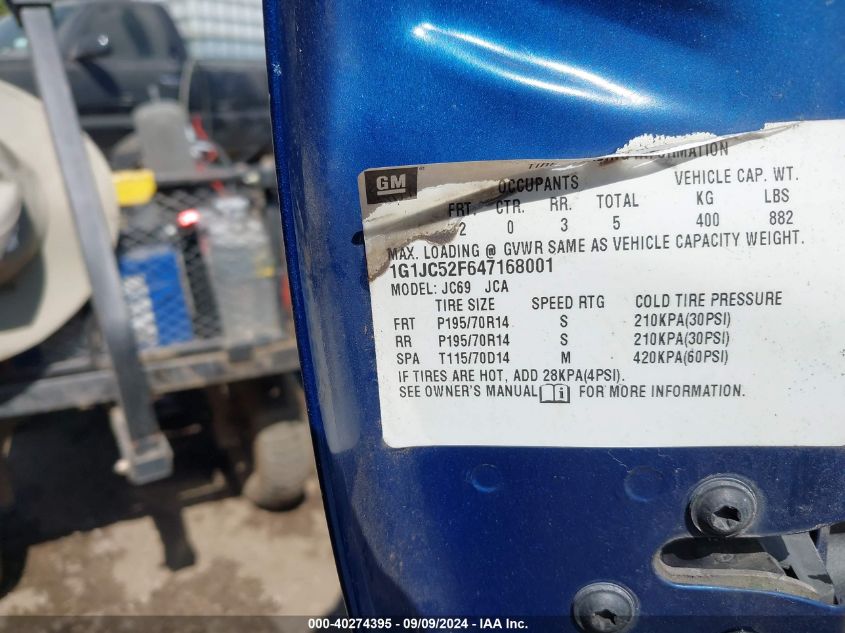 INFORMATION
GM
OCCUPANTS VEHICLE CAP. WT.
FRT. CTR. RR. TOTAL KG LBS
2 0 3 5 400 882
MAX. LOADING @ GVWR SAME AS VEHICLE CAPACITY WEIGHT.
1G1JC52F647168001
MODEL: JC69 JCA
TIRE SIZE SPEED RTG COLD TIRE PRESSURE
FRT P195/70R14 S 210KPA(30PSI)
RR P195/70R14 S 210KPA(30PSI)
SPA T115/70D14 M 420KPA(60PSI)
IF TIRES ARE HOT, ADD 28KPA(4PSI).
SEE OWNER'S MANUAL i FOR MORE INFORMATION.
000-40274395 - 09/09/2024 - IAA Inc.